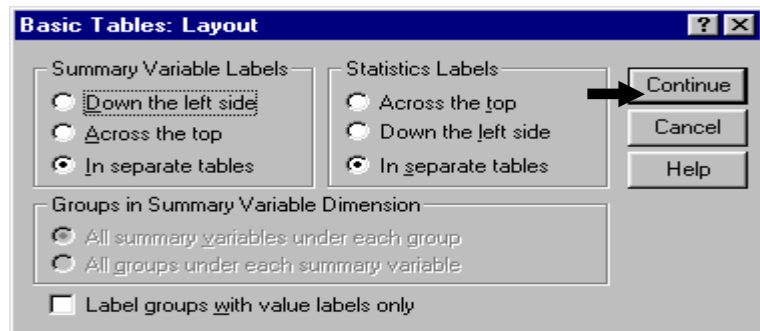 Basic Tables: Layout
Summary Variable Labels
Down the left side
Across the top
In separate tables
Statistics Labels
Across the top
Down the left side
In separate tables
Continue
Cancel
Help
Groups in Summary Variable Dimension
All summary variables under each group
All groups under each summary variable
Label groups with value labels only